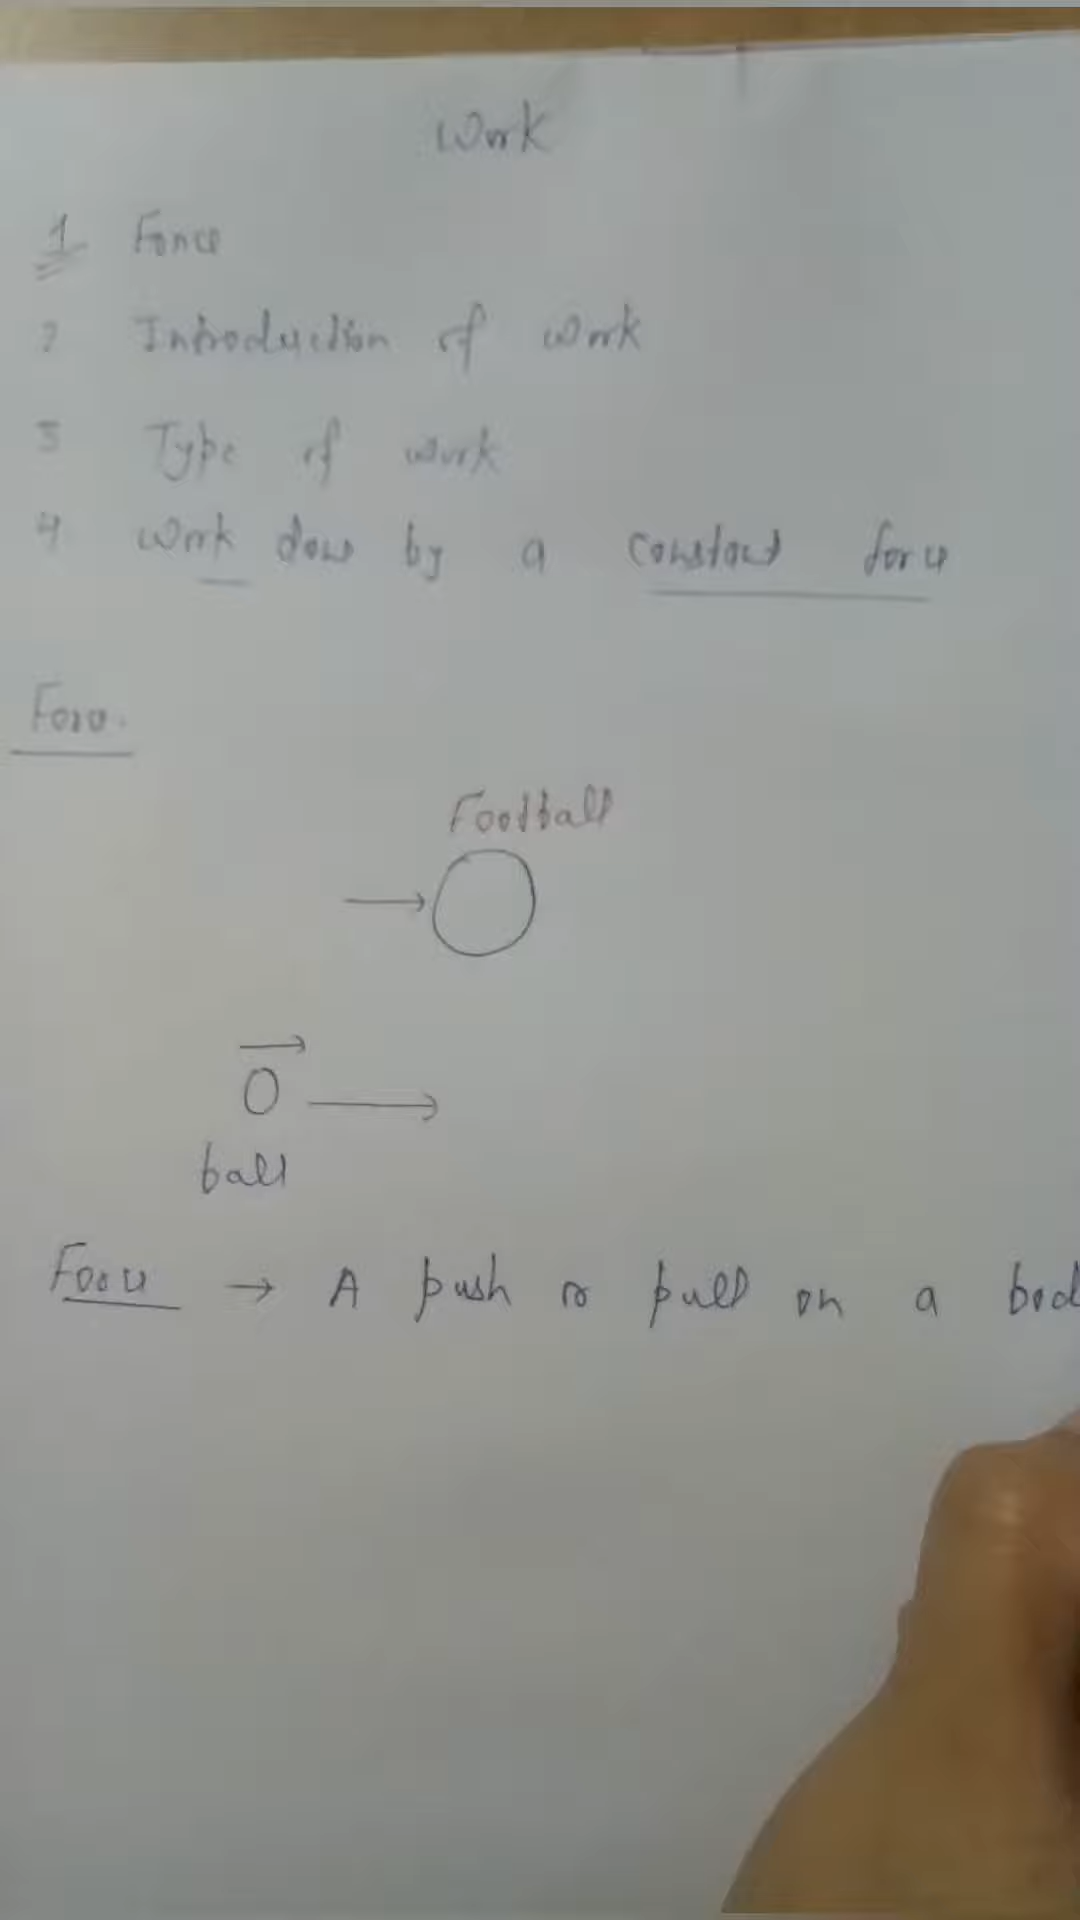 Work
1 Force
2 Introduction of work
3 Type of work
4. Work done by a constant force
Force.
Football
ball
Force → A push or pull on a bod